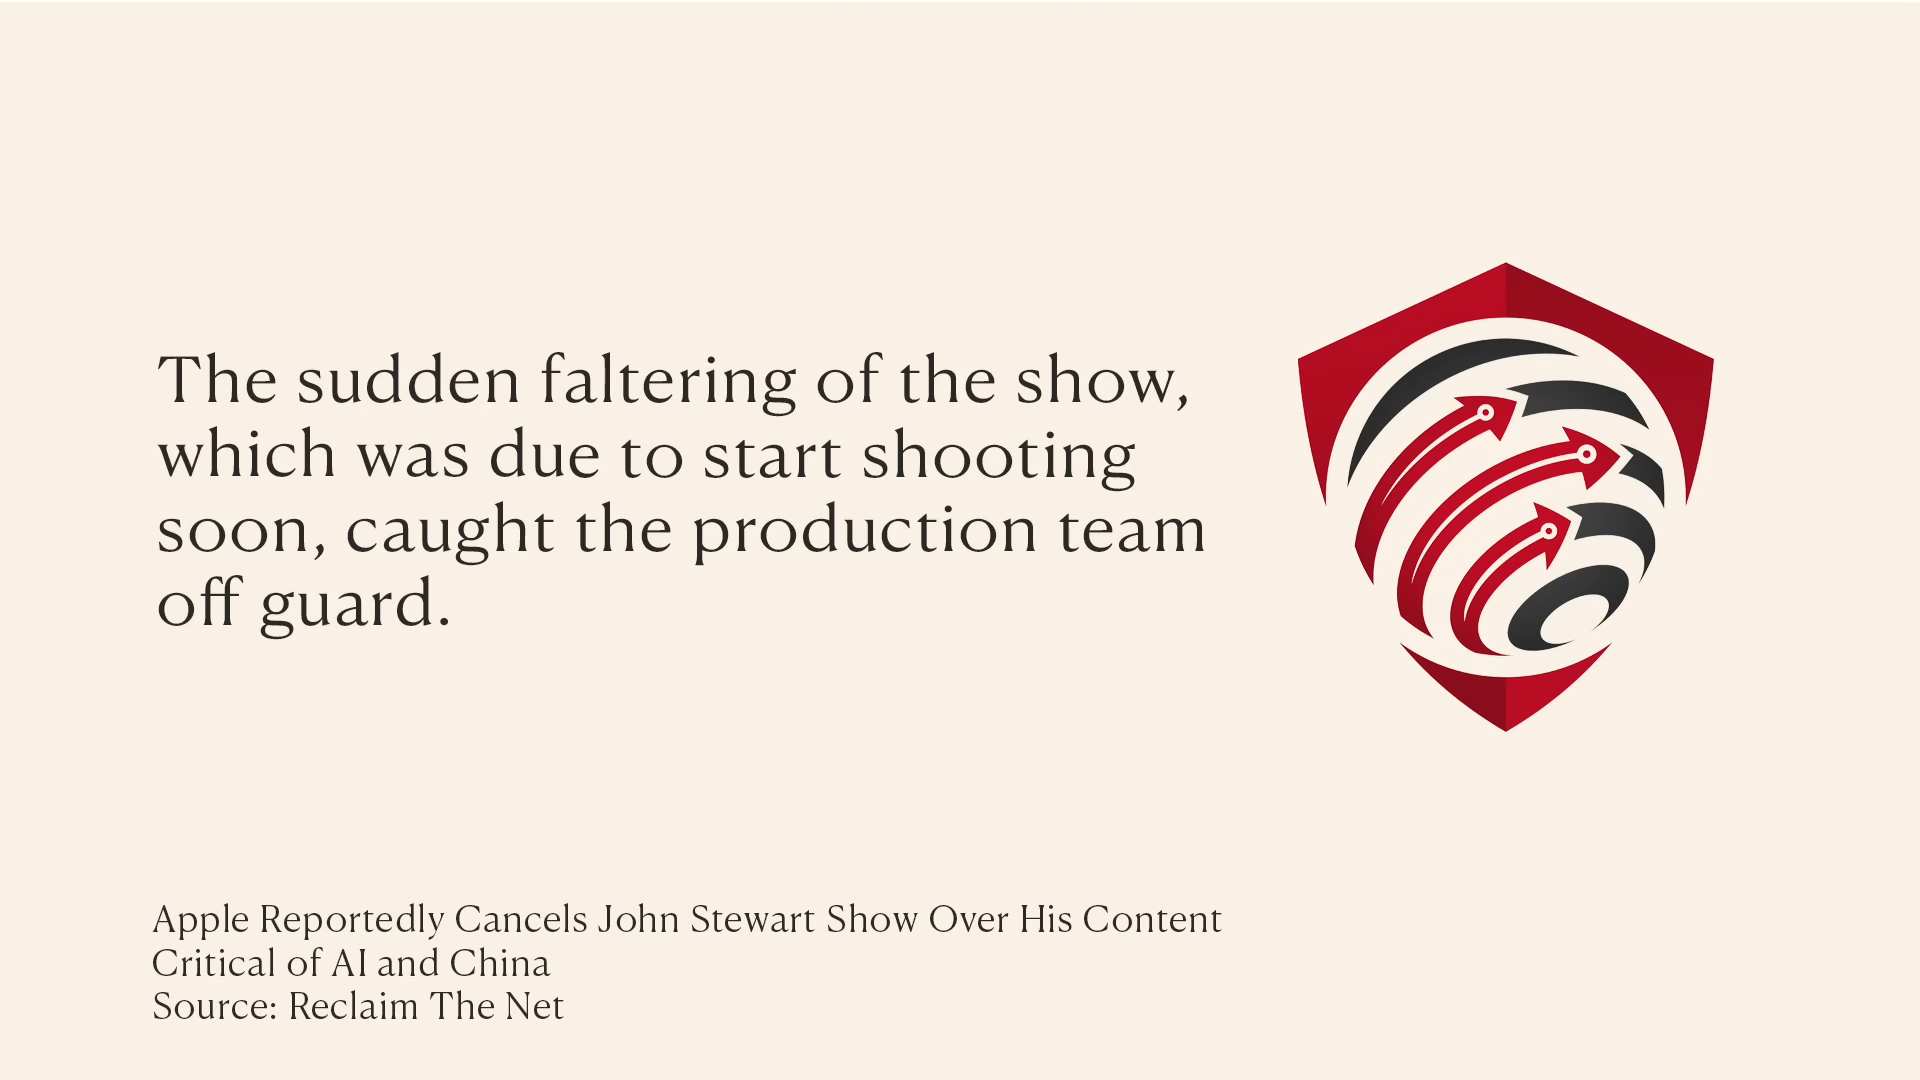 The sudden faltering of the show,
which was due to start shooting
soon, caught the production team
off guard.
Apple Reportedly Cancels John Stewart Show Over His Content
Critical of AI and China
Source: Reclaim The Net